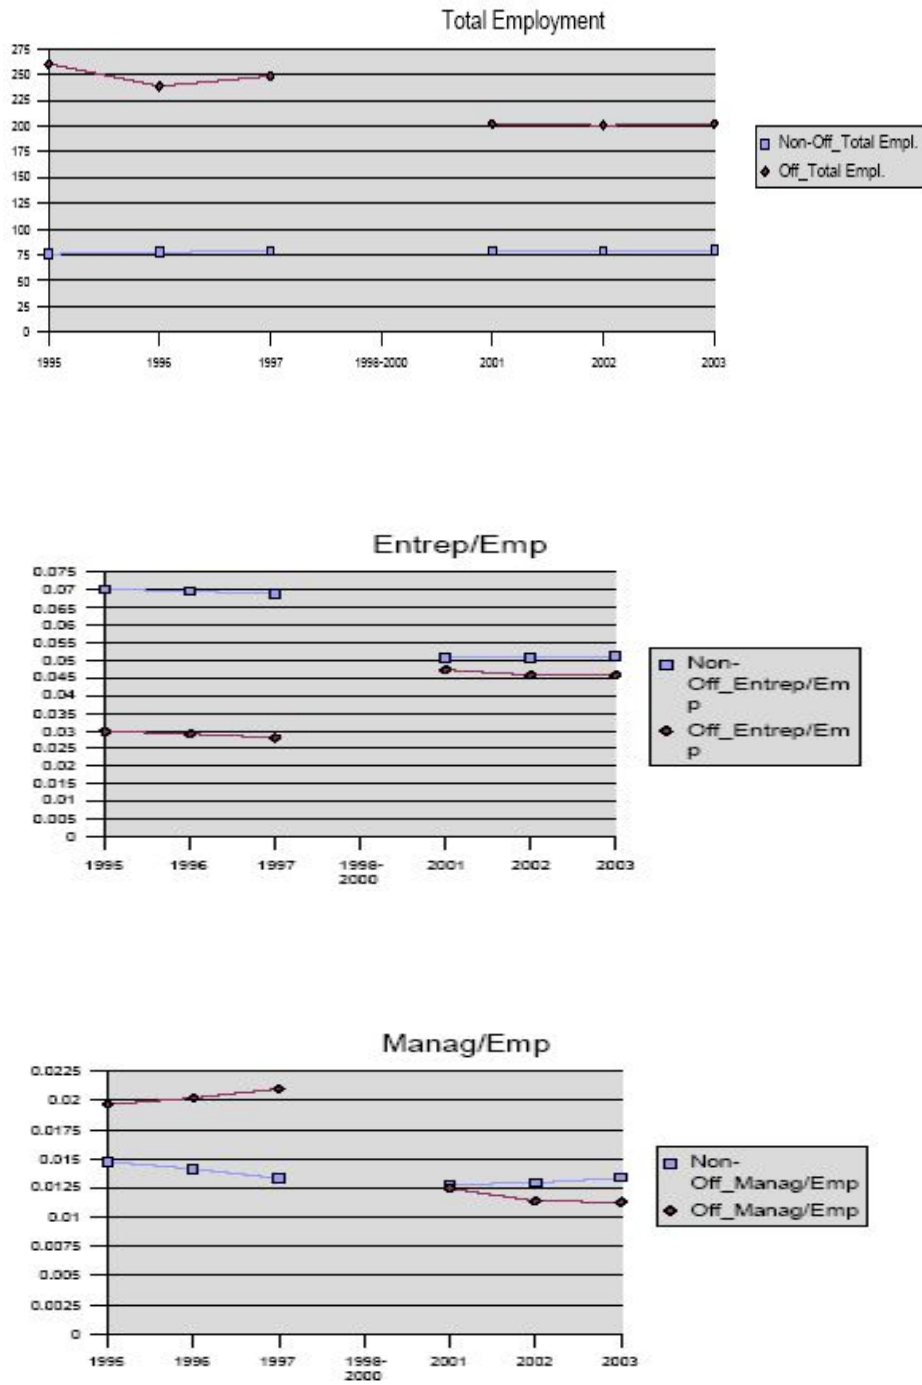 Total Employment
275
250
225
200
175
150
125
100
75
50
25
0
1995 1996 1997 1998-2000 2001 2002 2003
Non-Off_Total Empl.
Off_Total Empl.
Entrep/Emp
0.075
0.07
0.065
0.06
0.055
0.05
0.045
0.04
0.035
0.03
0.025
0.02
0.015
0.01
0.005
0
1995 1996 1997 1998- 2001 2002 2003
2000
Non-
Off_Entrep/Em
p
Off_Entrep/Em
p
Manag/Emp
0.0225
0.02
0.0175
0.015
0.0125
0.01
0.0075
0.005
0.0025
0
1995 1996 1997 1998- 2001 2002 2003
2000
Non-
Off_Manag/Emp
Off_Manag/Emp